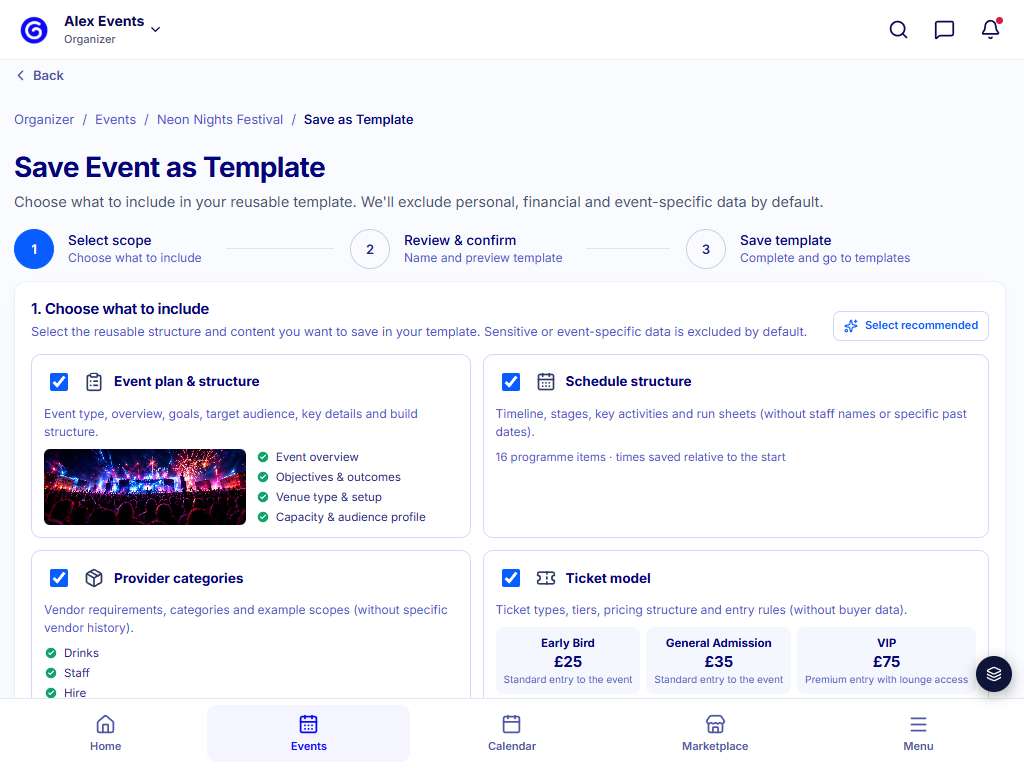 Alex Events
Organizer
Back
Organizer / Events / Neon Nights Festival / Save as Template
Save Event as Template
Choose what to include in your reusable template. We'll exclude personal, financial and event-specific data by default.
1
Select scope
Choose what to include
2
Review & confirm
Name and preview template
3
Save template
Complete and go to templates
1. Choose what to include
Select the reusable structure and content you want to save in your template. Sensitive or event-specific data is excluded by default.
Select recommended
Event plan & structure
Event type, overview, goals, target audience, key details and build
structure.
Event overview
Objectives & outcomes
Venue type & setup
Capacity & audience profile
Schedule structure
Timeline, stages, key activities and run sheets (without staff names or specific past
dates).
16 programme items · times saved relative to the start
Provider categories
Vendor requirements, categories and example scopes (without specific
vendor history).
Drinks
Staff
Hire
Ticket model
Ticket types, tiers, pricing structure and entry rules (without buyer data).
Early Bird
£25
Standard entry to the event
General Admission
£35
Standard entry to the event
VIP
£75
Premium entry with lounge access
Home
Events
Calendar
Marketplace
Menu